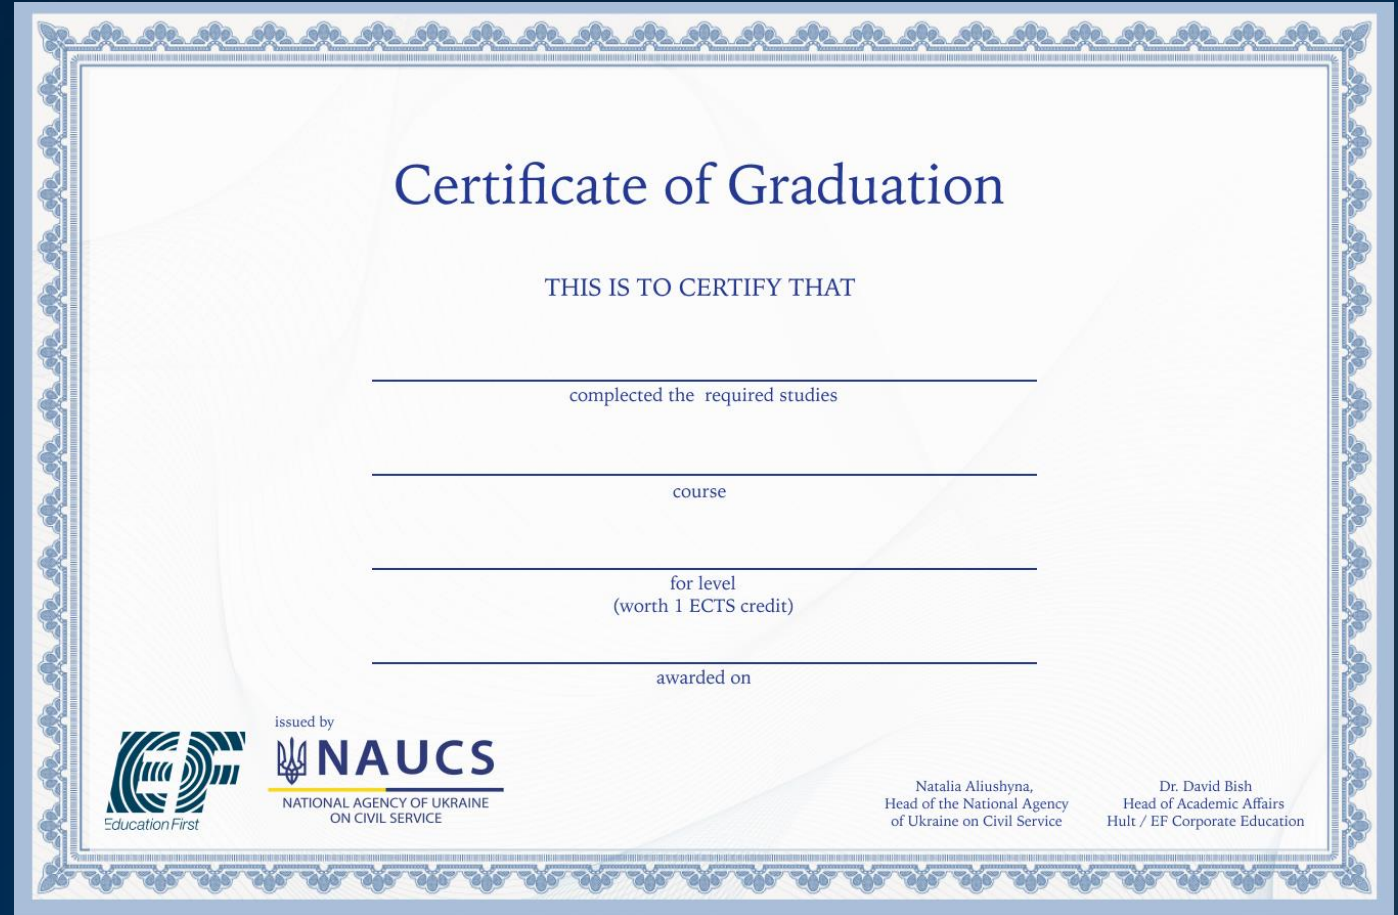 Certificate of Graduation
THIS IS TO CERTIFY THAT
complected the required studies
course
for level
(worth 1 ECTS credit)
awarded on
issued by
EF
Education First
NAUCS
NATIONAL AGENCY OF UKRAINE
ON CIVIL SERVICE
Natalia Aliushyna,
Head of the National Agency
of Ukraine on Civil Service
Dr. David Bish
Head of Academic Affairs
Hult / EF Corporate Education